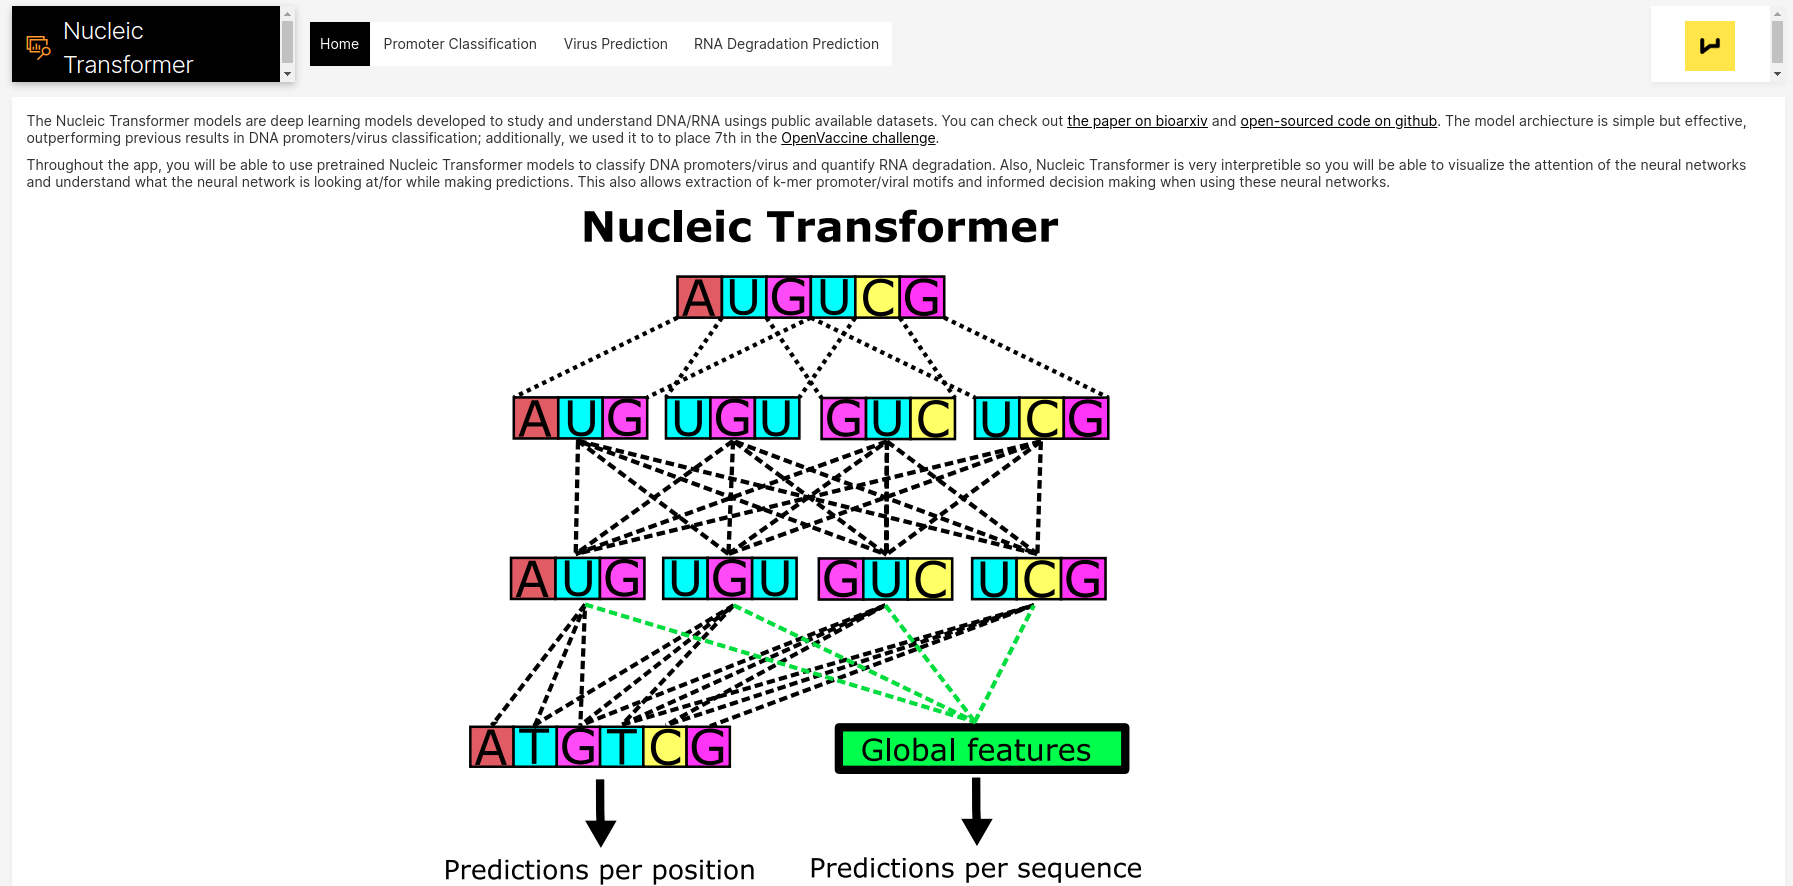 Nucleic
Transformer
Home
Promoter Classification
Virus Prediction
RNA Degradation Prediction
The Nucleic Transformer models are deep learning models developed to study and understand DNA/RNA usings public available datasets. You can check out the paper on bioarxiv and open-sourced code on github. The model archiecture is simple but effective,
outperforming previous results in DNA promoters/virus classification; additionally, we used it to to place 7th in the OpenVaccine challenge.
Throughout the app, you will be able to use pretrained Nucleic Transformer models to classify DNA promoters/virus and quantify RNA degradation. Also, Nucleic Transformer is very interpretible so you will be able to visualize the attention of the neural networks
and understand what the neural network is looking at/for while making predictions. This also allows extraction of k-mer promoter/viral motifs and informed decision making when using these neural networks.
Nucleic Transformer
AUGUCG
AUG UGU GUC UCG
AUG UGU GUC UCG
ATGTCG
Global features
Predictions per position
Predictions per sequence